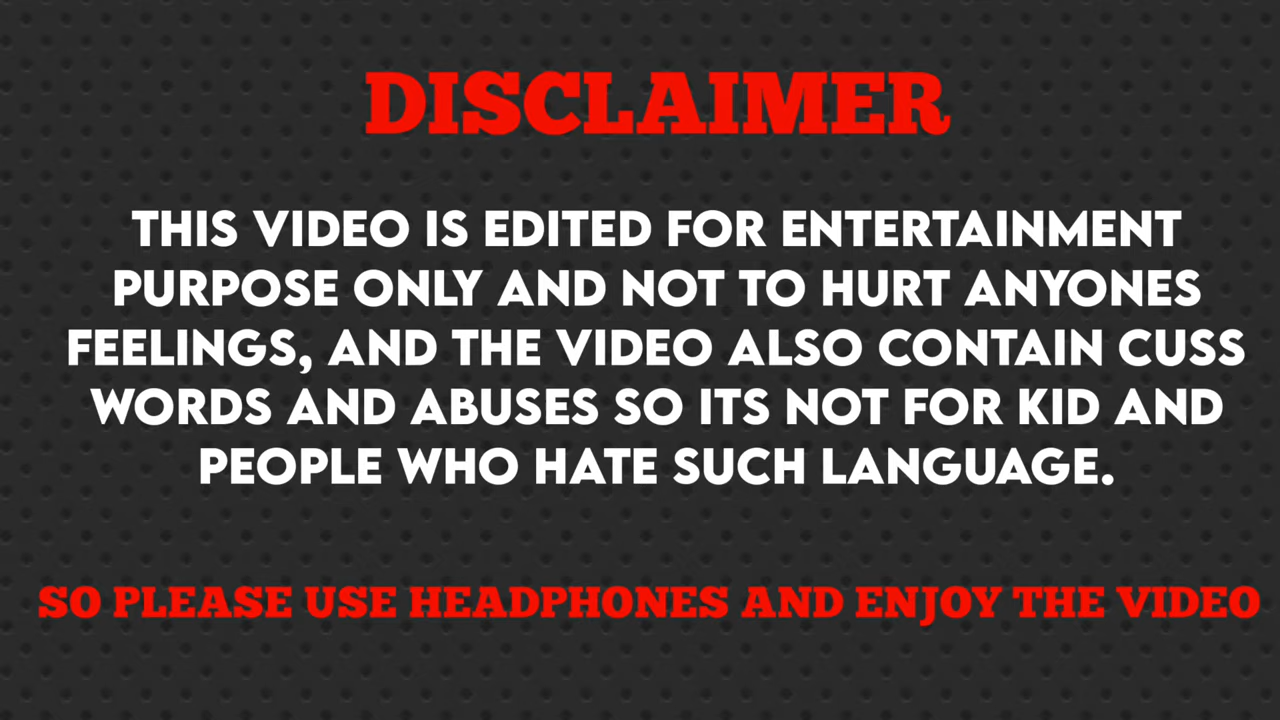 DISCLAIMER
THIS VIDEO IS EDITED FOR ENTERTAINMENT
PURPOSE ONLY AND NOT TO HURT ANYONES
FEELINGS, AND THE VIDEO ALSO CONTAIN CUSS
WORDS AND ABUSES SO ITS NOT FOR KID AND
PEOPLE WHO HATE SUCH LANGUAGE.
SO PLEASE USE HEADPHONES AND ENJOY THE VIDEO